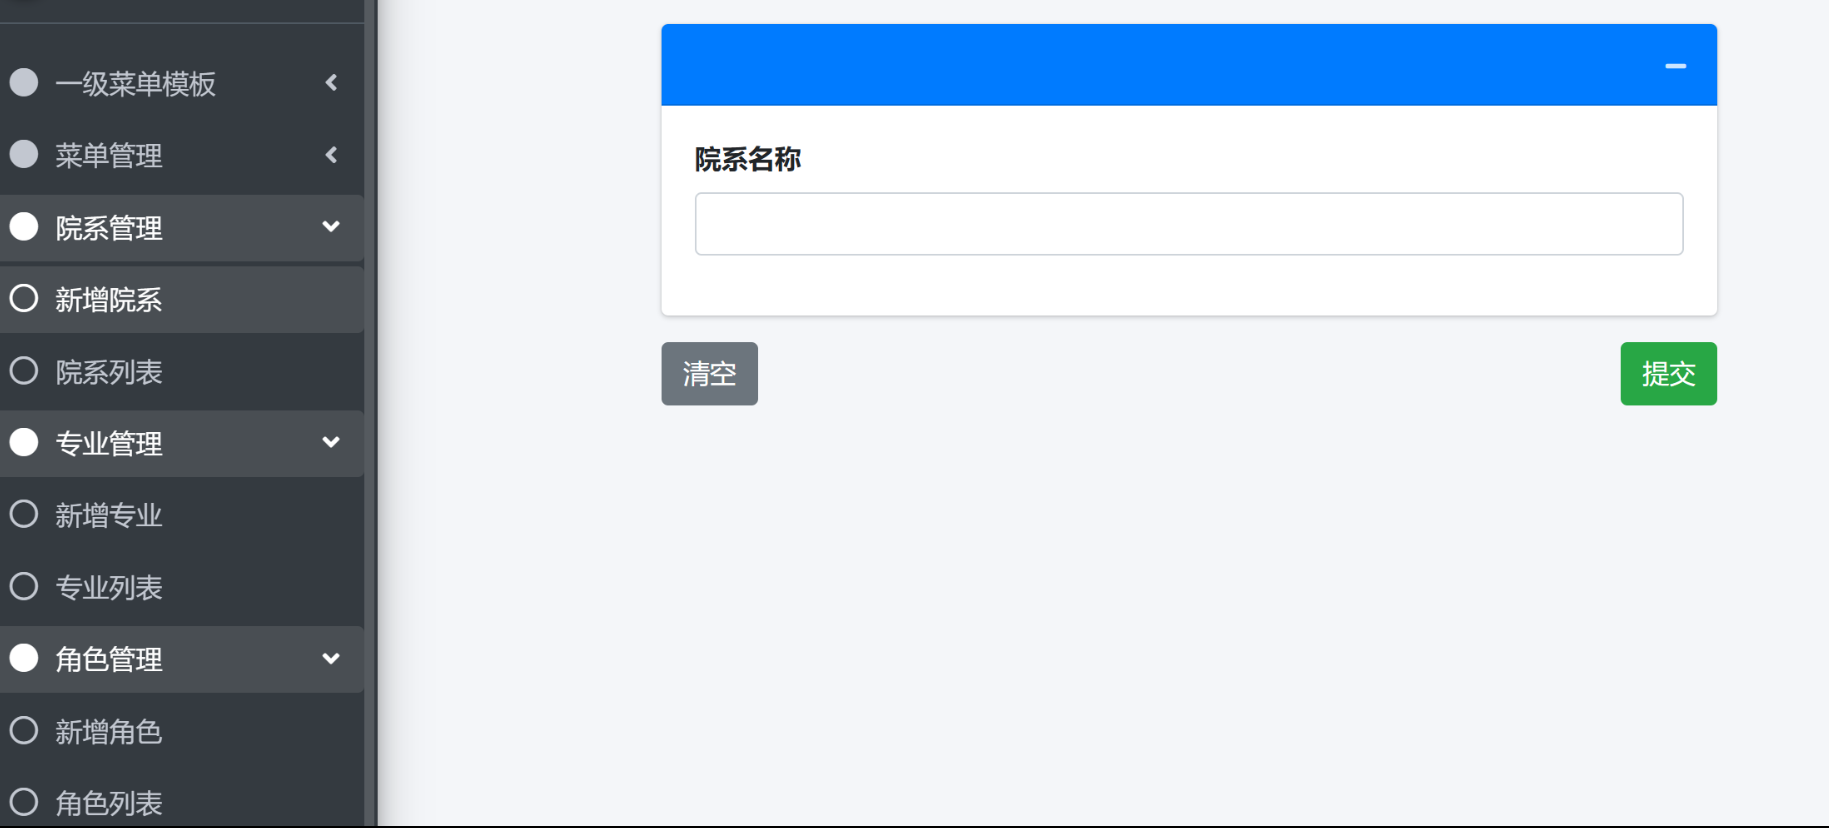 一级菜单模板
菜单管理
院系管理
新增院系
院系列表
专业管理
新增专业
专业列表
角色管理
新增角色
角色列表
院系名称
清空
提交